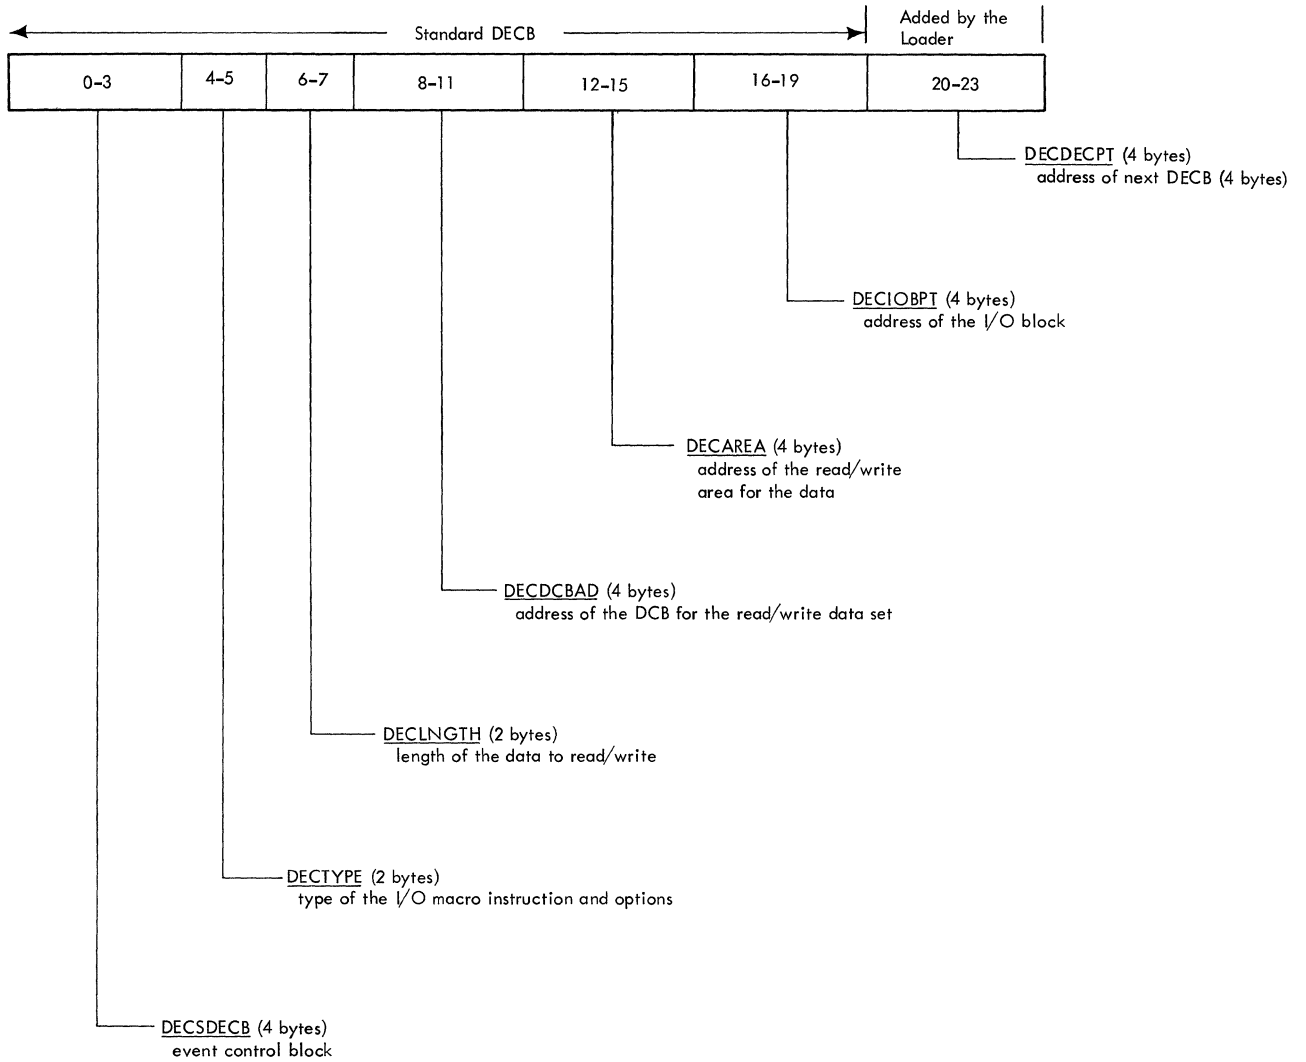 Standard DECB
Added by the
Loader
0-3
4-5
6-7
8-11
12-15
16-19
20-23
DECDECPT (4 bytes)
address of next DECB (4 bytes)
DECIOBPT (4 bytes)
address of the I/O block
DECAREA (4 bytes)
address of the read/write
area for the data
DECDCBAD (4 bytes)
address of the DCB for the read/write data set
DECLNGTH (2 bytes)
length of the data to read/write
DECTYPE (2 bytes)
type of the I/O macro instruction and options
DECSDECB (4 bytes)
event control block